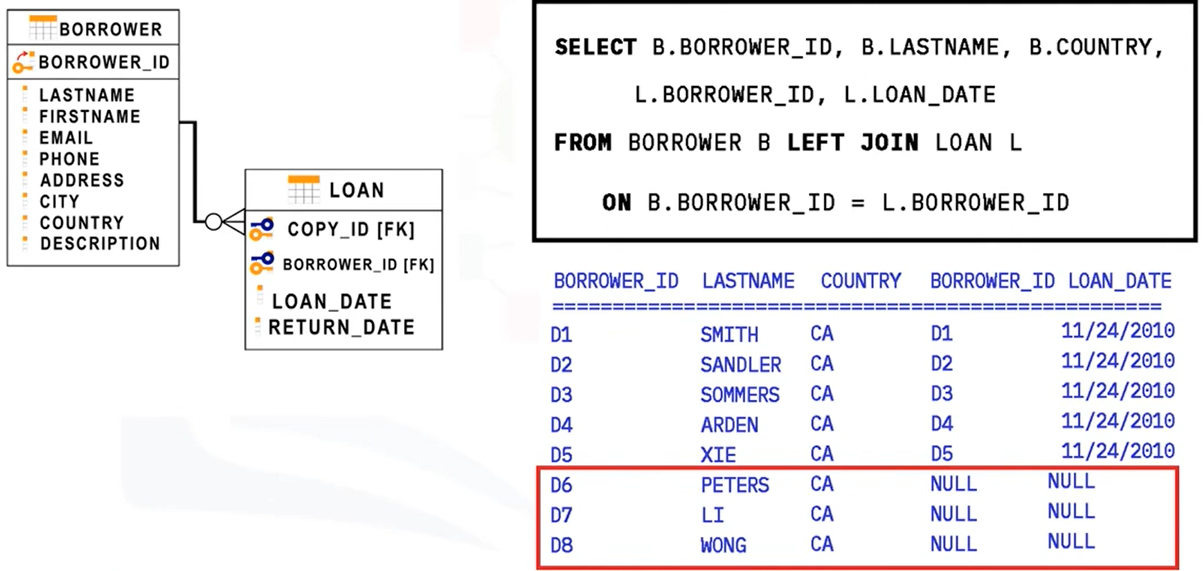 BORROWER
BORROWER_ID
LASTNAME
FIRSTNAME
EMAIL
PHONE
ADDRESS
CITY
COUNTRY
DESCRIPTION
LOAN
COPY_ID [FK]
BORROWER_ID [FK]
LOAN_DATE
RETURN_DATE
SELECT B.BORROWER_ID, B.LASTNAME, B.COUNTRY,
L.BORROWER_ID, L.LOAN_DATE
FROM BORROWER B LEFT JOIN LOAN L
ON B.BORROWER_ID = L.BORROWER_ID
BORROWER_ID LASTNAME COUNTRY BORROWER_ID LOAN_DATE
===================================================
D1 SMITH CA D1 11/24/2010
D2 SANDLER CA D2 11/24/2010
D3 SOMMERS CA D3 11/24/2010
D4 ARDEN CA D4 11/24/2010
D5 XIE CA D5 11/24/2010
D6 PETERS CA NULL NULL
D7 LI CA NULL NULL
D8 WONG CA NULL NULL